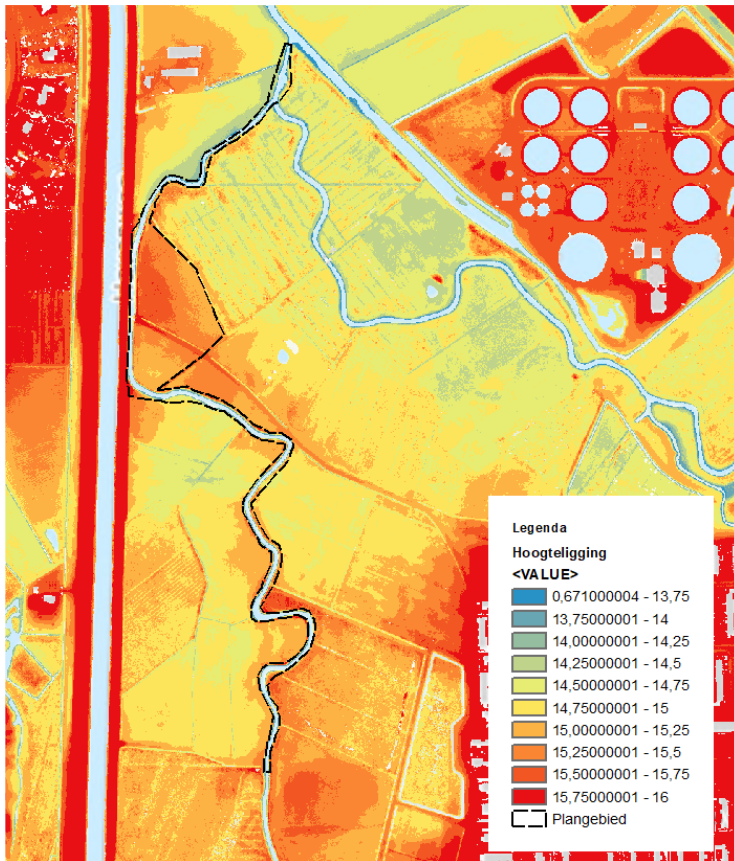 Legenda
Hoogteligging
<VALUE>
0,671000004 - 13,75
13,75000001 - 14
14,00000001 - 14,25
14,25000001 - 14,5
14,50000001 - 14,75
14,75000001 - 15
15,00000001 - 15,25
15,25000001 - 15,5
15,50000001 - 15,75
15,75000001 - 16
Plangebied